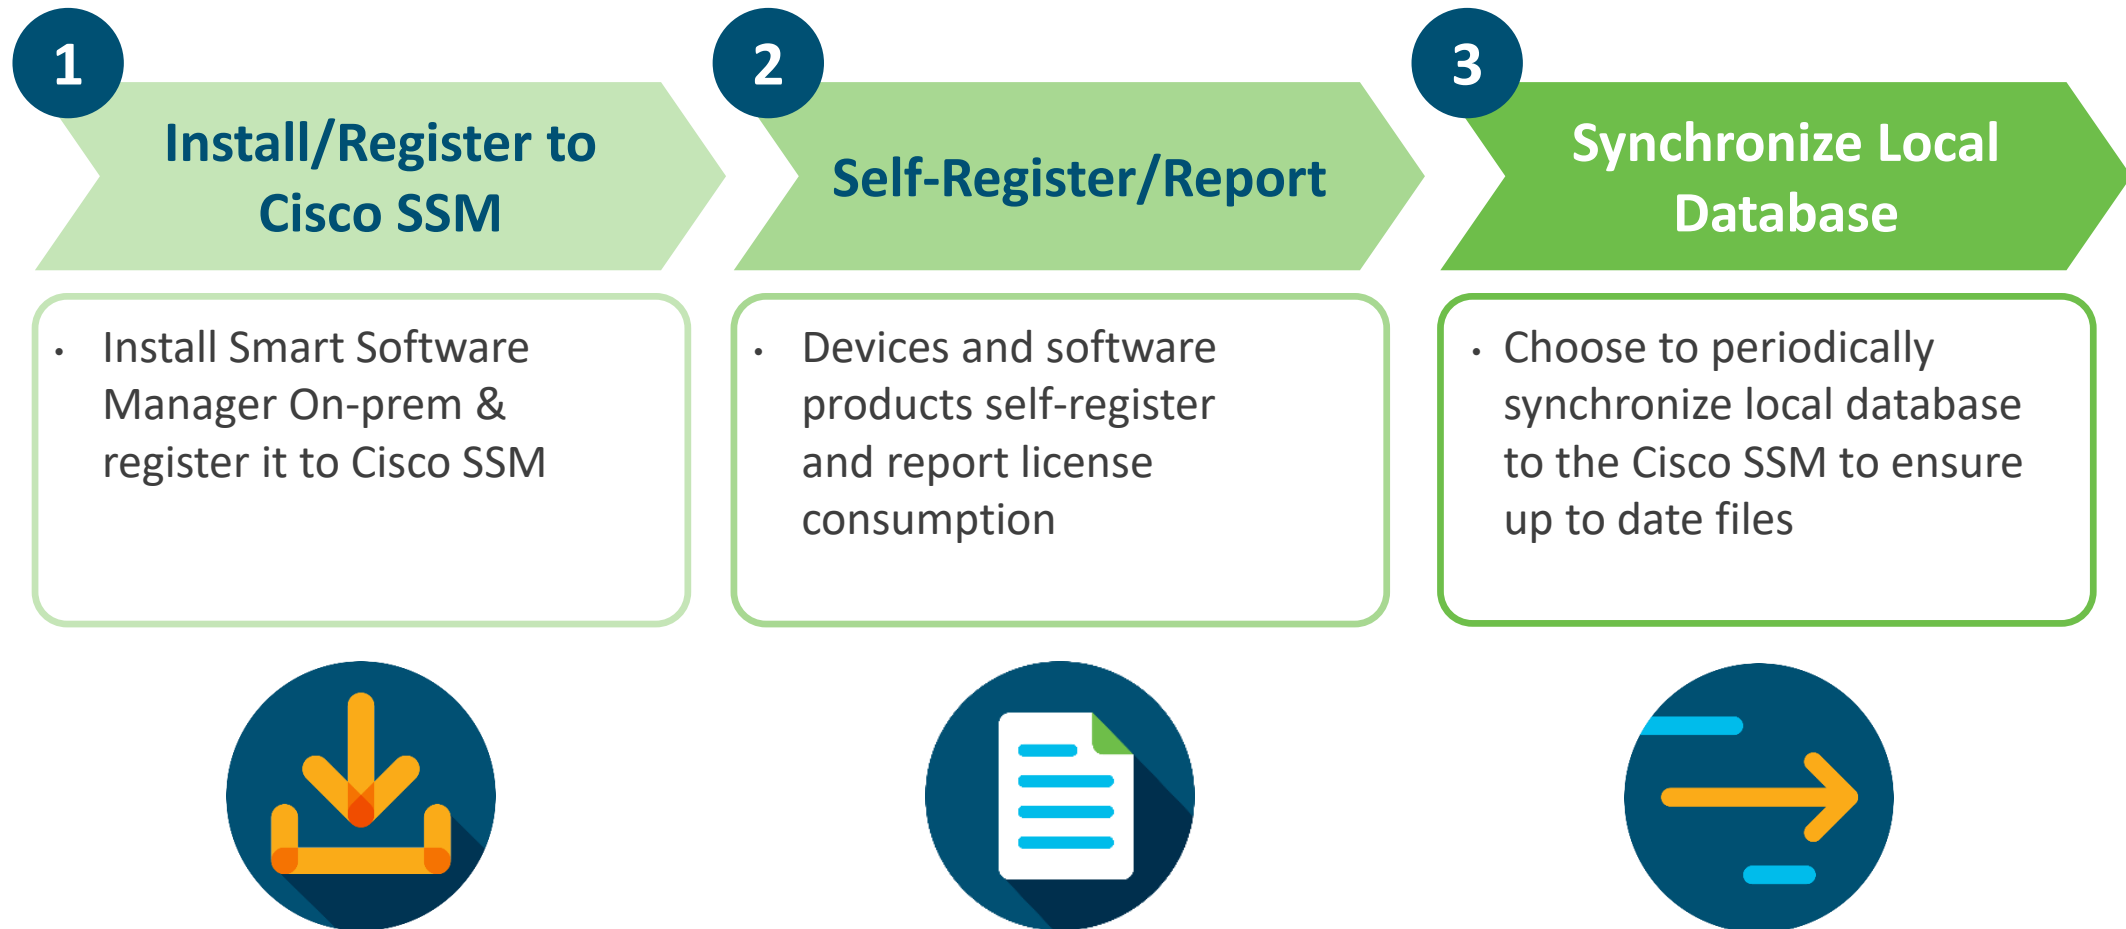 1
Install/Register to
Cisco SSM
• Install Smart Software
Manager On-prem &
register it to Cisco SSM
2
Self-Register/Report
• Devices and software
products self-register
and report license
consumption
3
Synchronize Local
Database
• Choose to periodically
synchronize local database
to the Cisco SSM to ensure
up to date files